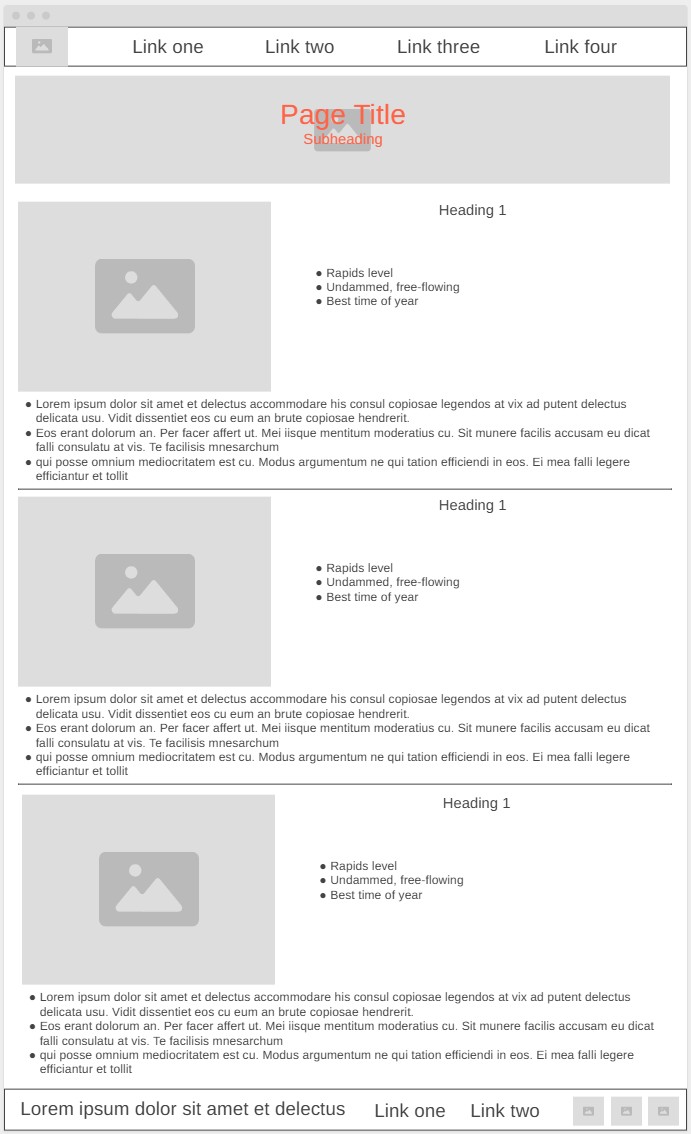 Link one Link two Link three Link four
Page Title
Subheading
Heading 1
● Rapids level
● Undammed, free-flowing
● Best time of year
● Lorem ipsum dolor sit amet et delectus accommodare his consul copiosae legendos at vix ad putent delectus
delicata usu. Vidit dissentiet eos cu eum an brute copiosae hendrerit.
● Eos erant dolorum an. Per facer affert ut. Mei iisque mentitum moderatius cu. Sit munere facilis accusam eu dicat
falli consulatu at vis. Te facilisis mnesarchum
● qui posse omnium mediocritatem est cu. Modus argumentum ne qui tation efficiendi in eos. Ei mea falli legere
efficiantur et tollit
Heading 1
● Rapids level
● Undammed, free-flowing
● Best time of year
● Lorem ipsum dolor sit amet et delectus accommodare his consul copiosae legendos at vix ad putent delectus
delicata usu. Vidit dissentiet eos cu eum an brute copiosae hendrerit.
● Eos erant dolorum an. Per facer affert ut. Mei iisque mentitum moderatius cu. Sit munere facilis accusam eu dicat
falli consulatu at vis. Te facilisis mnesarchum
● qui posse omnium mediocritatem est cu. Modus argumentum ne qui tation efficiendi in eos. Ei mea falli legere
efficiantur et tollit
Heading 1
● Rapids level
● Undammed, free-flowing
● Best time of year
● Lorem ipsum dolor sit amet et delectus accommodare his consul copiosae legendos at vix ad putent delectus
delicata usu. Vidit dissentiet eos cu eum an brute copiosae hendrerit.
● Eos erant dolorum an. Per facer affert ut. Mei iisque mentitum moderatius cu. Sit munere facilis accusam eu dicat
falli consulatu at vis. Te facilisis mnesarchum
● qui posse omnium mediocritatem est cu. Modus argumentum ne qui tation efficiendi in eos. Ei mea falli legere
efficiantur et tollit
Lorem ipsum dolor sit amet et delectus Link one Link two